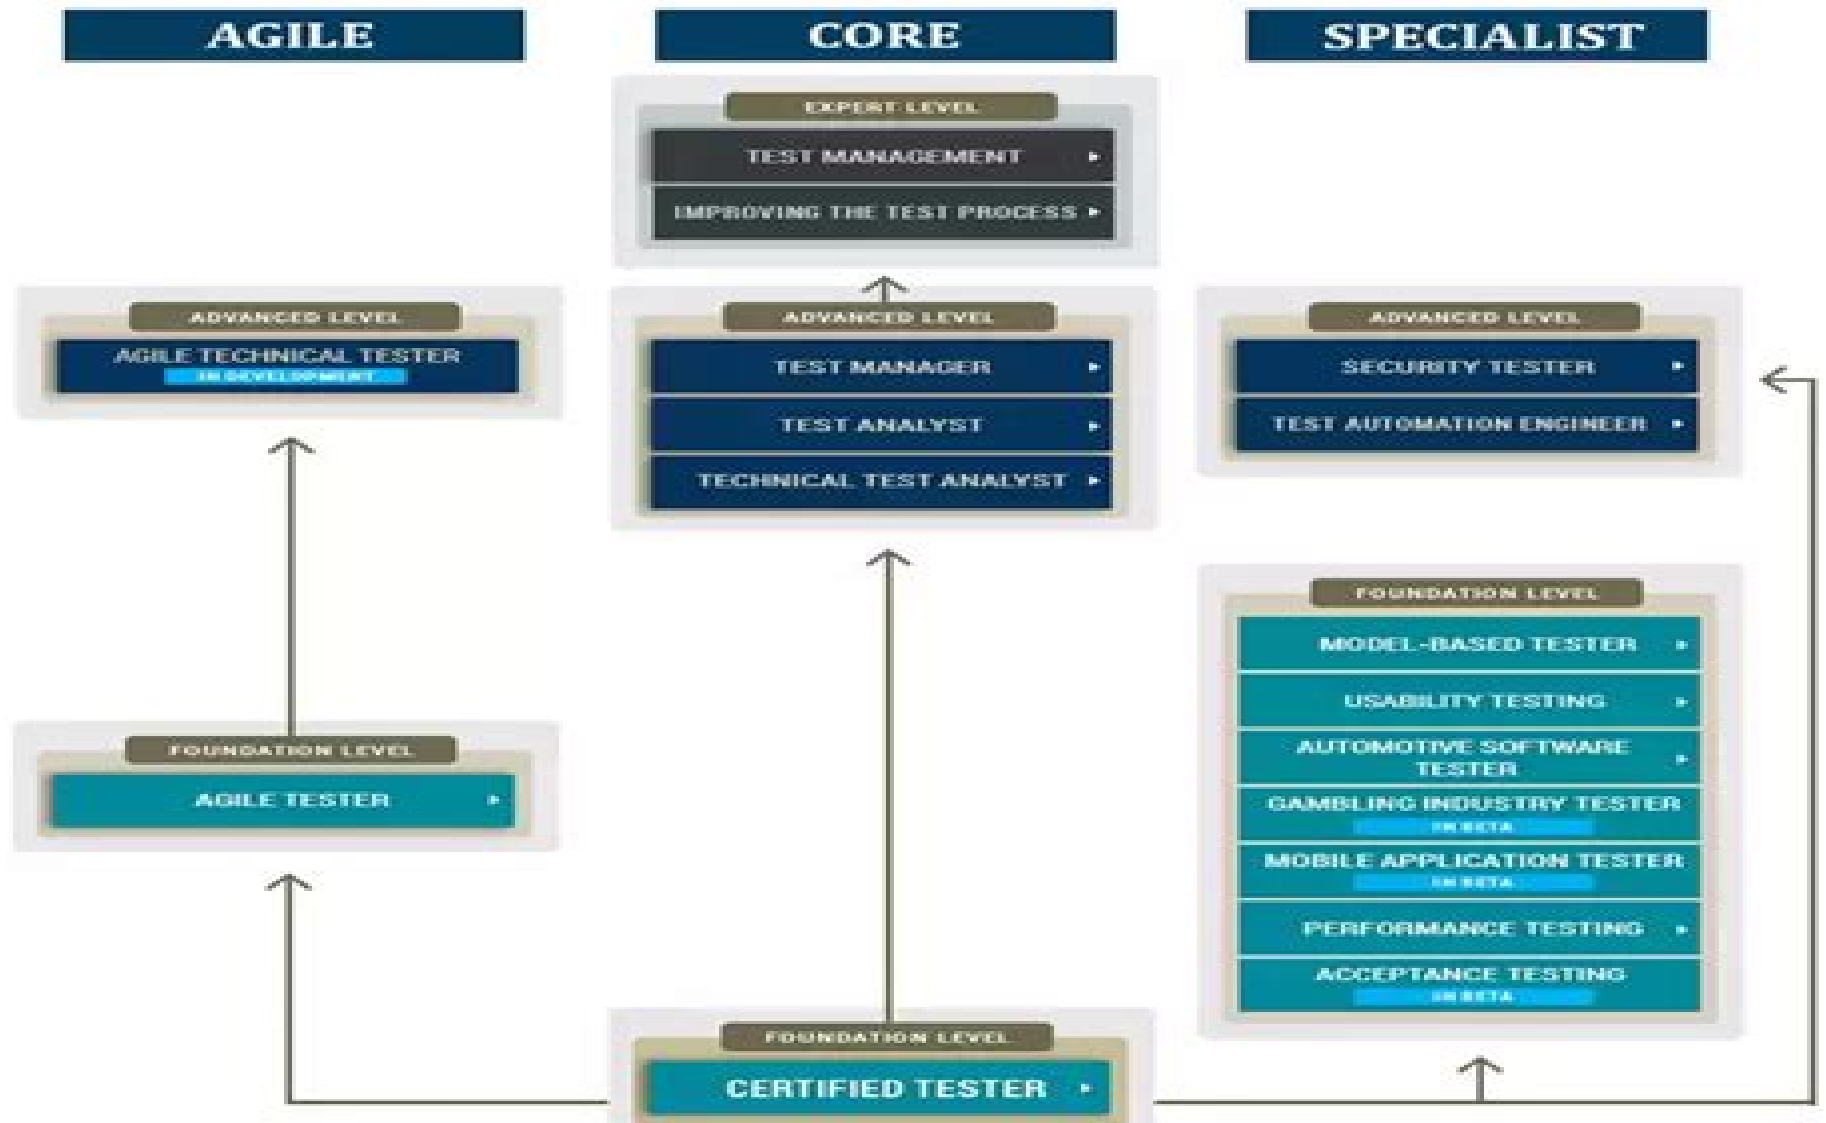 AGILE
CORE
SPECIALIST
EXPERT LEVEL
TEST MANAGEMENT
IMPROVING THE TEST PROCESS
ADVANCED LEVEL
AGILE TECHNICAL TESTER
IN DEVELOPMENT
ADVANCED LEVEL
TEST MANAGER
TEST ANALYST
TECHNICAL TEST ANALYST
ADVANCED LEVEL
SECURITY TESTER
TEST AUTOMATION ENGINEER
FOUNDATION LEVEL
AGILE TESTER
FOUNDATION LEVEL
MODEL-BASED TESTER
USABILITY TESTING
AUTOMOTIVE SOFTWARE
TESTER
GAMBLING INDUSTRY TESTER
IN BETA
MOBILE APPLICATION TESTER
IN BETA
PERFORMANCE TESTING
ACCEPTANCE TESTING
IN BETA
FOUNDATION LEVEL
CERTIFIED TESTER